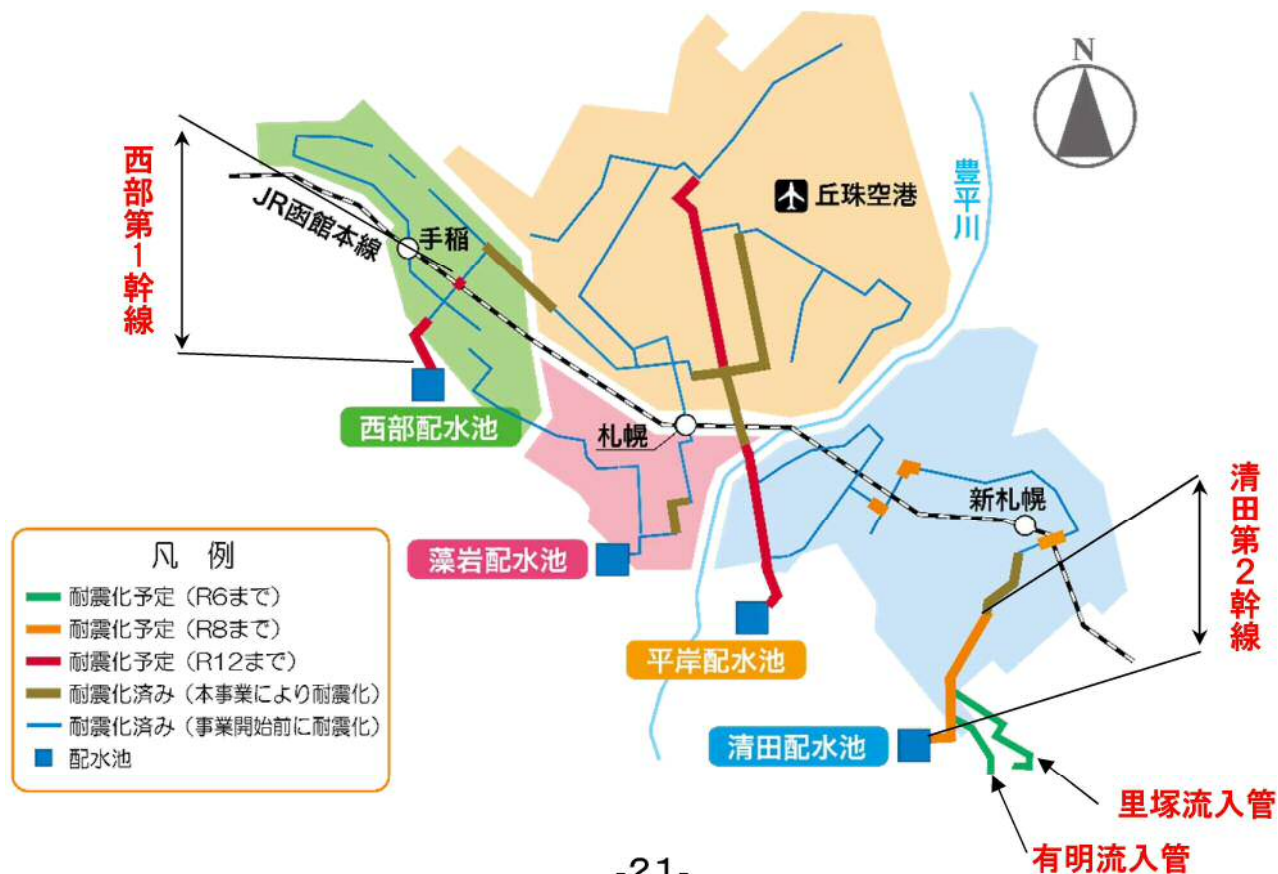 N
西部第1幹線
JR函館本線
手稲
丘珠空港
豊平川
西部配水池
札幌
新札幌
清田第2幹線
藻岩配水池
平岸配水池
清田配水池
里塚流入管
有明流入管
凡 例
耐震化予定（R6まで）
耐震化予定（R8まで）
耐震化予定（R12まで）
耐震化済み（本事業により耐震化）
耐震化済み（事業開始前に耐震化）
配水池
-21-